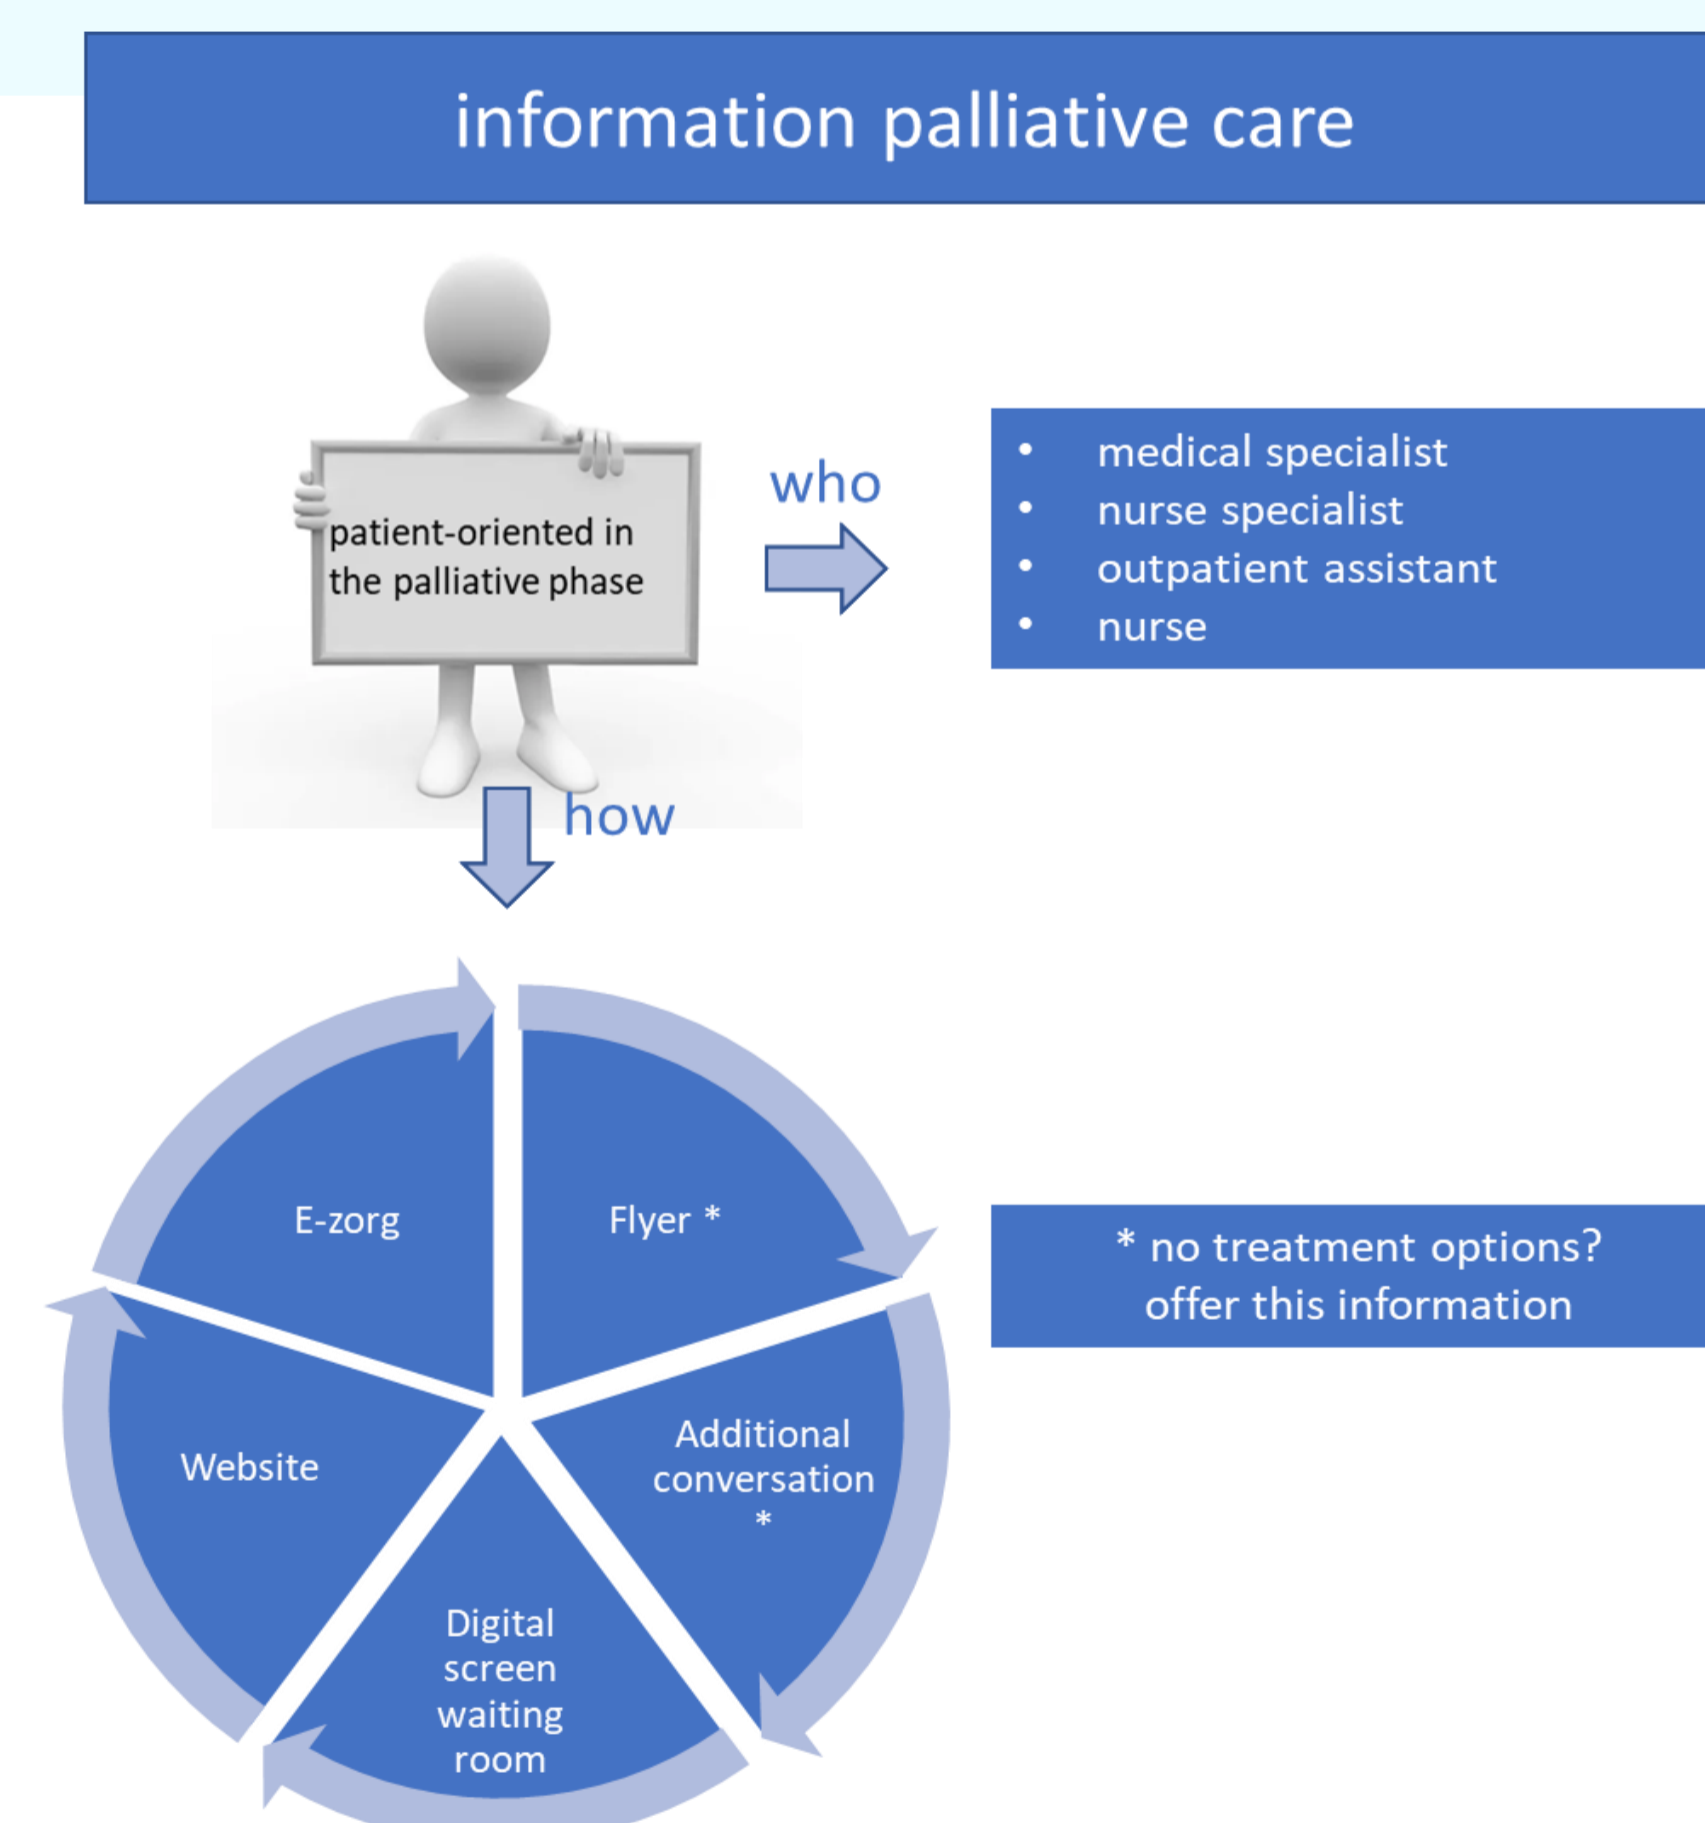 information palliative care
patient-oriented in
the palliative phase
who
• medical specialist
• nurse specialist
• outpatient assistant
• nurse
how
E-zorg
Flyer *
* no treatment options?
offer this information
Additional
conversation
*
Website
Digital
screen
waiting
room